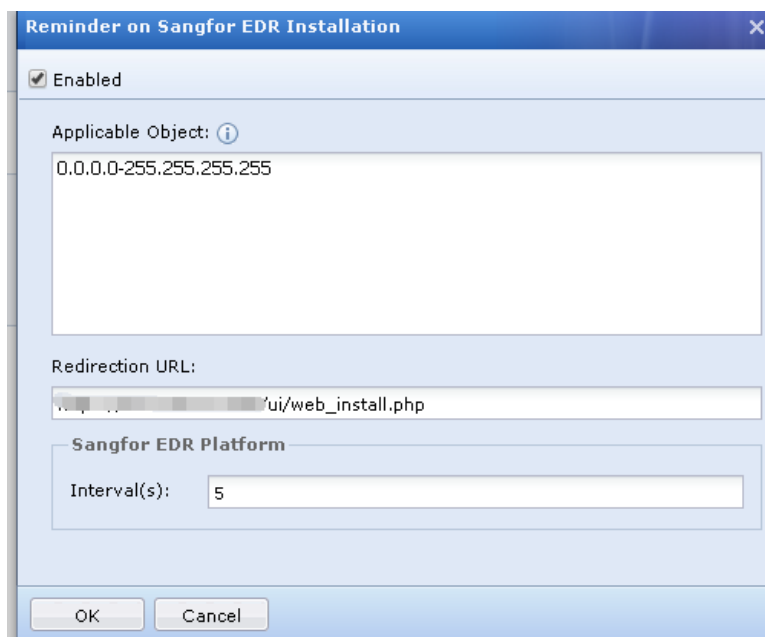 Reminder on Sangfor EDR Installation
Enabled
Applicable Object:
0.0.0.0-255.255.255.255
Redirection URL:
/ui/web_install.php
Sangfor EDR Platform
Interval(s):
5
OK Cancel